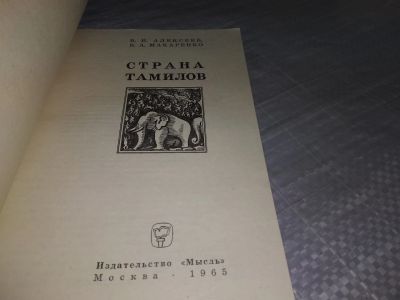 В. В. АЛЕКСЕЕВ,
В. А. МАКАРЕНКО
СТРАНА
ТАМИЛОВ
Издательство «Мысль»
Москва · 1965